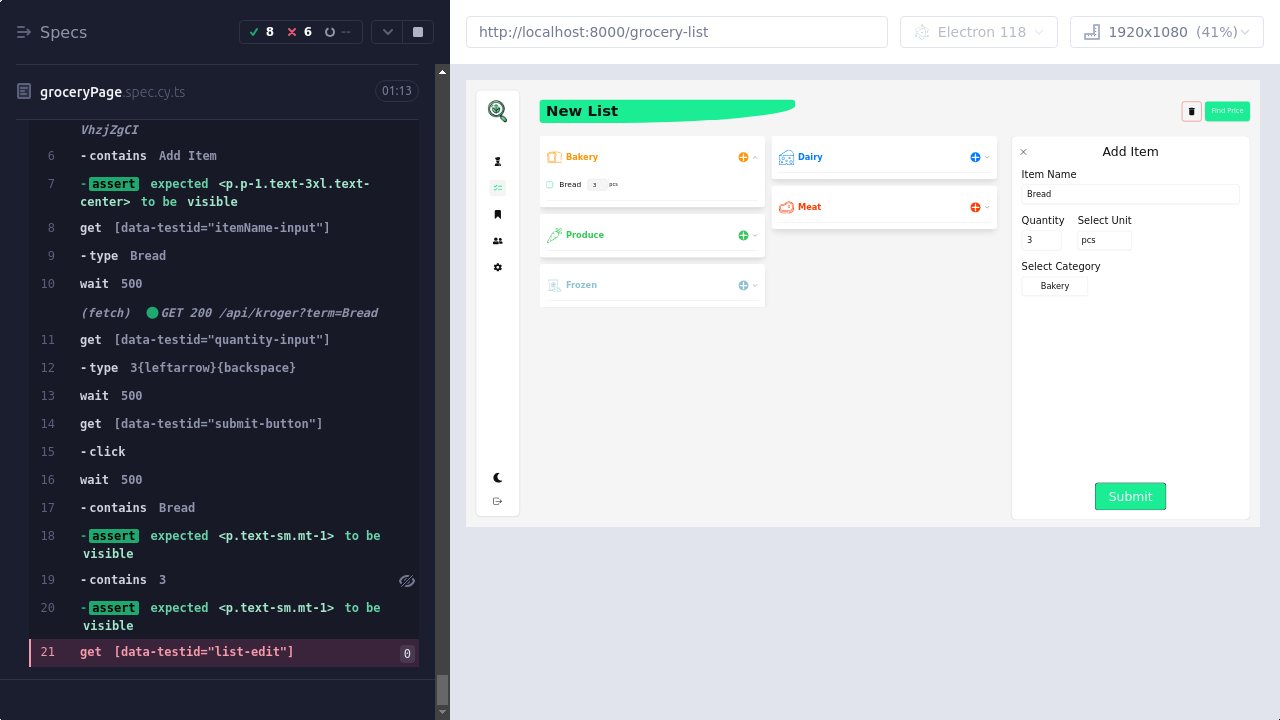 Specs
8
6
--
groceryPage.spec.cy.ts
01:13
VhzjZgCI
6 -contains Add Item
7 -assert expected <p.p-1.text-3xl.text-
center> to be visible
8 get [data-testid="itemName-input"]
9 -type Bread
10 wait 500
(fetch) GET 200 /api/kroger?term=Bread
11 get [data-testid="quantity-input"]
12 -type 3{leftarrow}{backspace}
13 wait 500
14 get [data-testid="submit-button"]
15 -click
16 wait 500
17 -contains Bread
18 -assert expected <p.text-sm.mt-1> to be
visible
19 -contains 3
20 -assert expected <p.text-sm.mt-1> to be
visible
21 get [data-testid="list-edit"] 0
http://localhost:8000/grocery-list
Electron 118
1920x1080 (41%)
New List
Find Price
Bakery
Bread 3 pcs
Produce
Frozen
Dairy
Meat
Add Item
Item Name
Bread
Quantity Select Unit
3 pcs
Select Category
Bakery
Submit